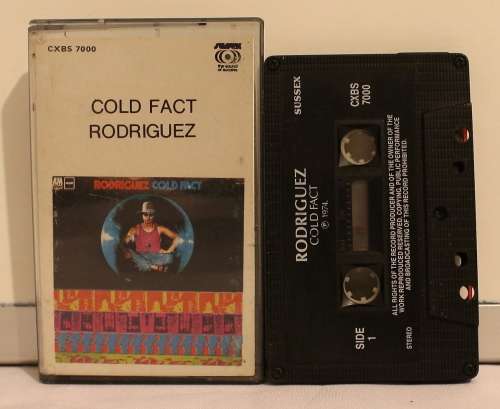 CXBS 7000
COLD FACT
RODRIGUEZ
A&M
RODRIGUEZ COLD FACT
SUSSEX
CXBS
7000
RODRIGUEZ
COLD FACT
℗ 1974.
ALL RIGHTS OF THE RECORD PRODUCER AND OF THE OWNER OF THE
WORK REPRODUCED RESERVED. COPYING, PUBLIC PERFORMANCE
AND BROADCASTING OF THIS RECORD PROHIBITED.
SIDE
1
STEREO